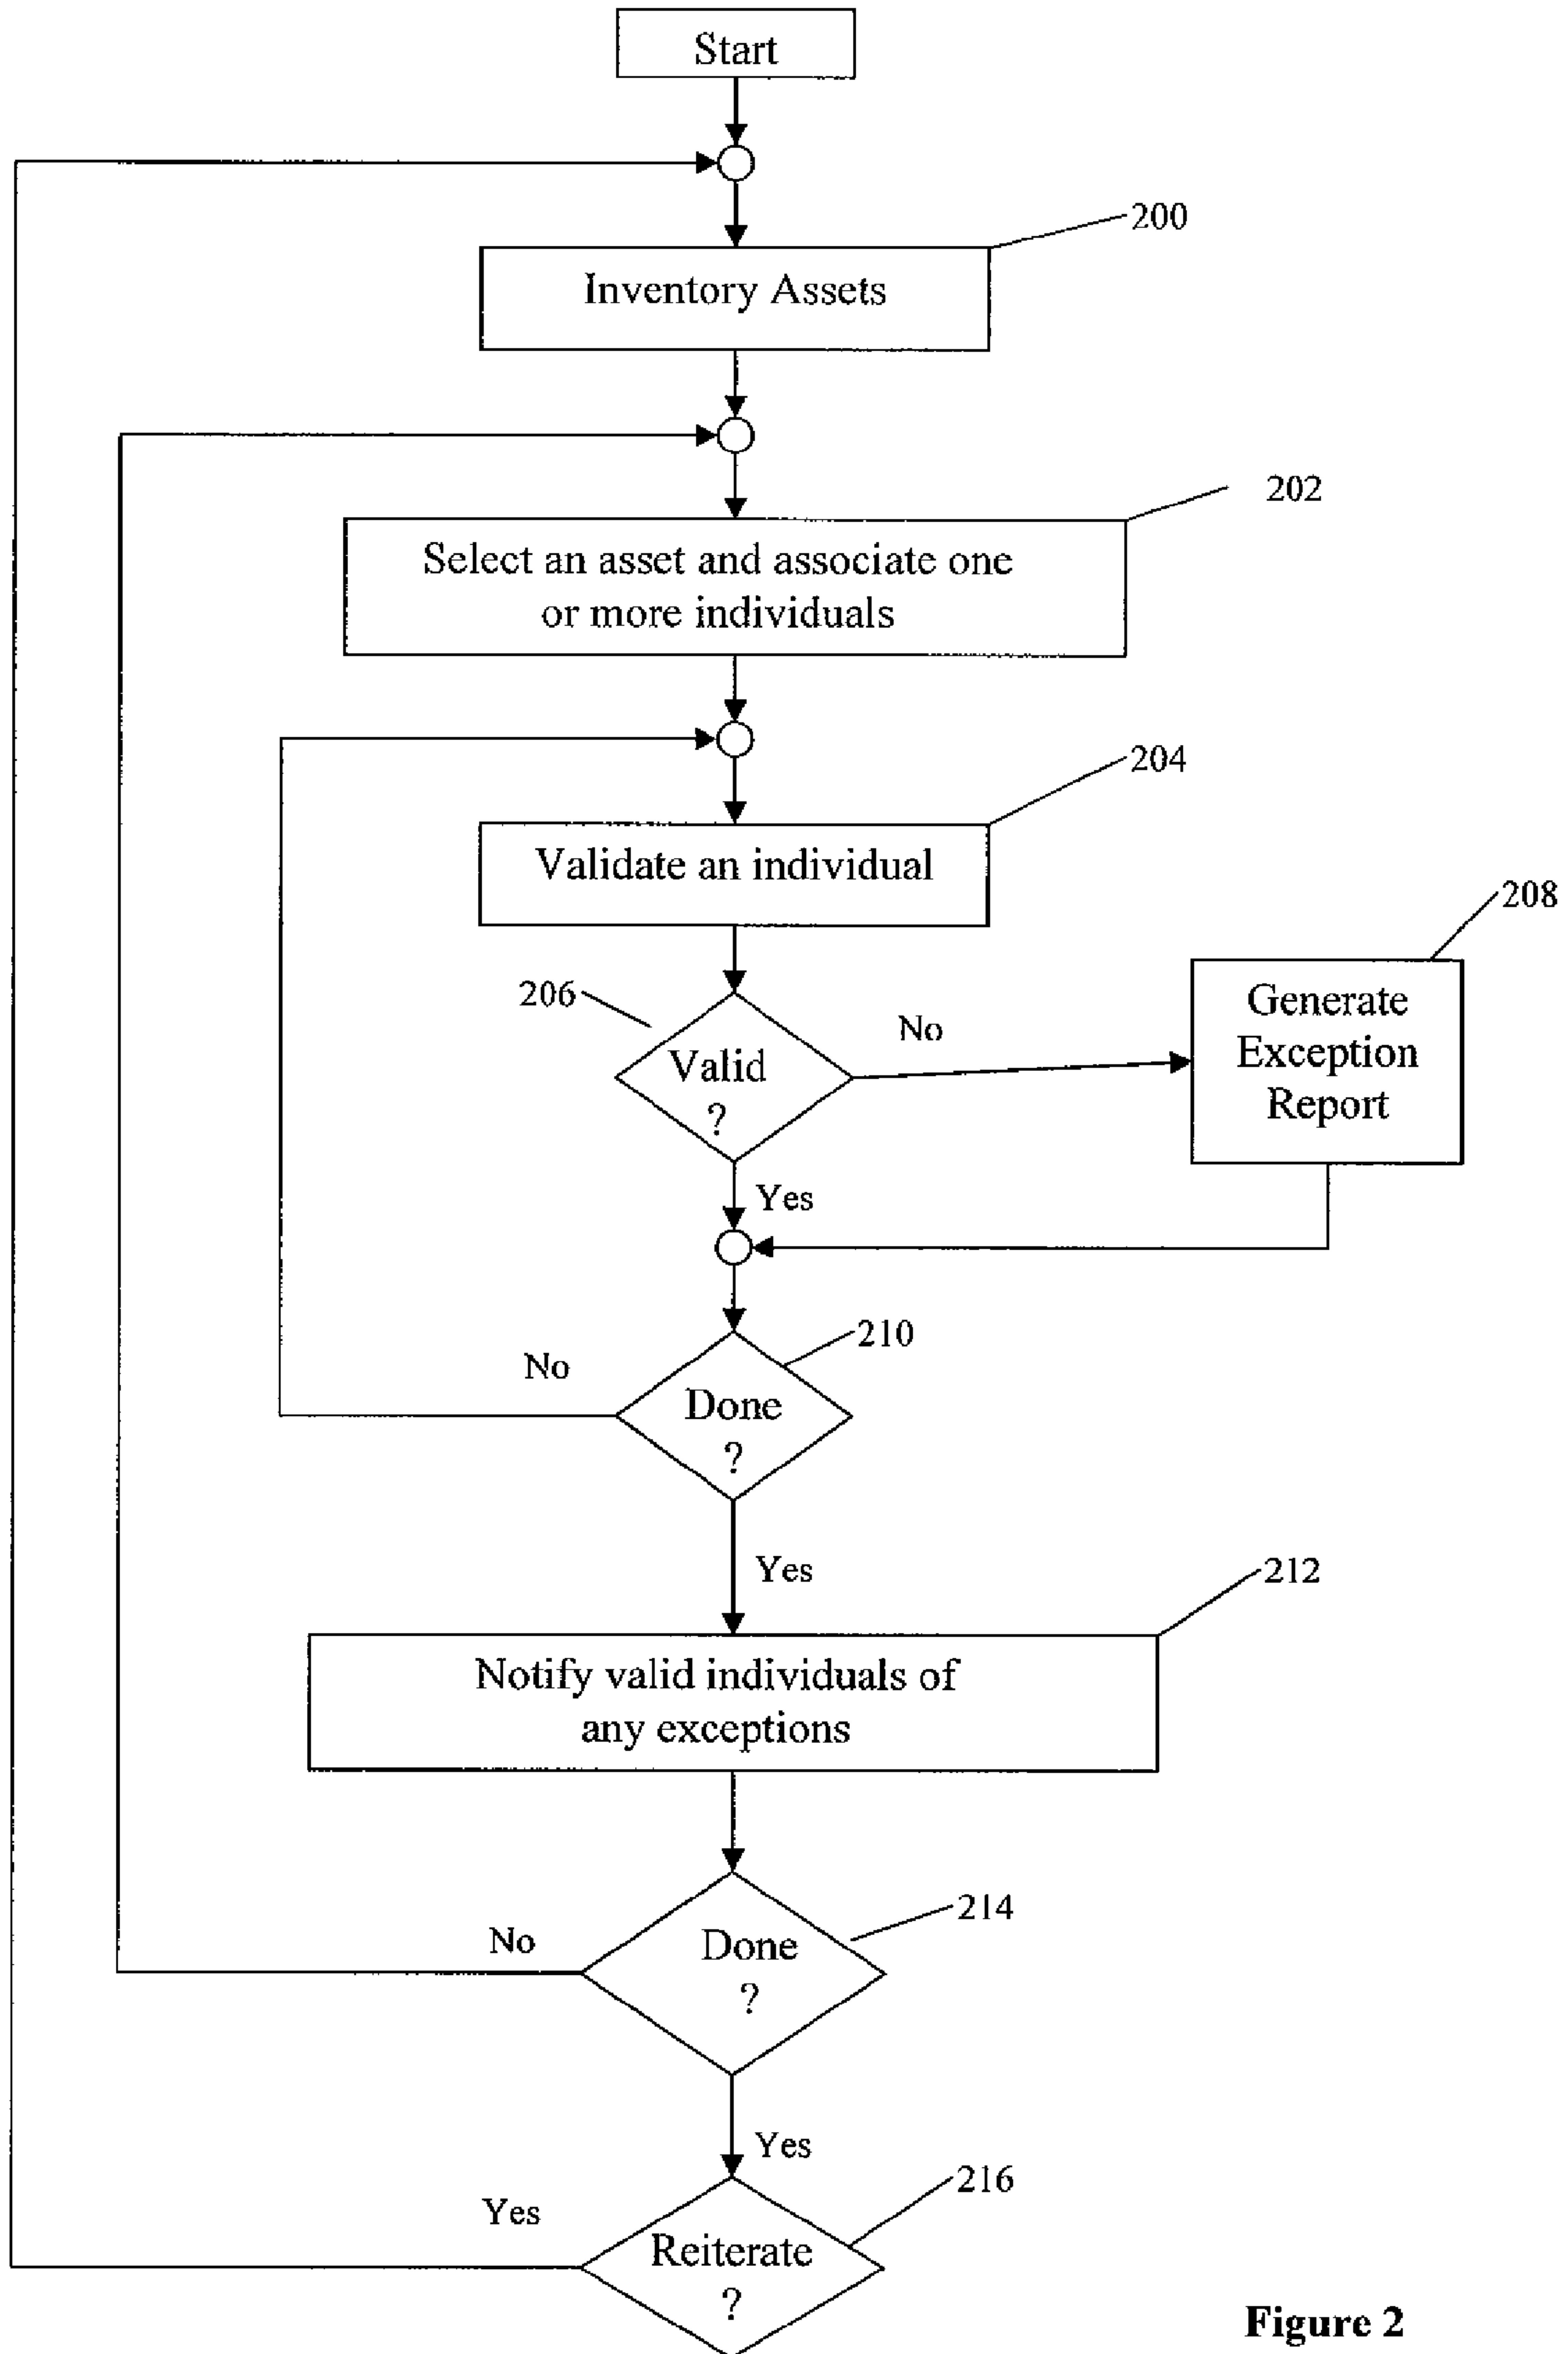 Start
200
Inventory Assets
202
Select an asset and associate one
or more individuals
204
Validate an individual
208
206
No
Generate
Exception
Report
Valid
?
Yes
210
No
Done
?
Yes
212
Notify valid individuals of
any exceptions
214
No
Done
?
Yes
216
Yes
Reiterate
?
Figure 2